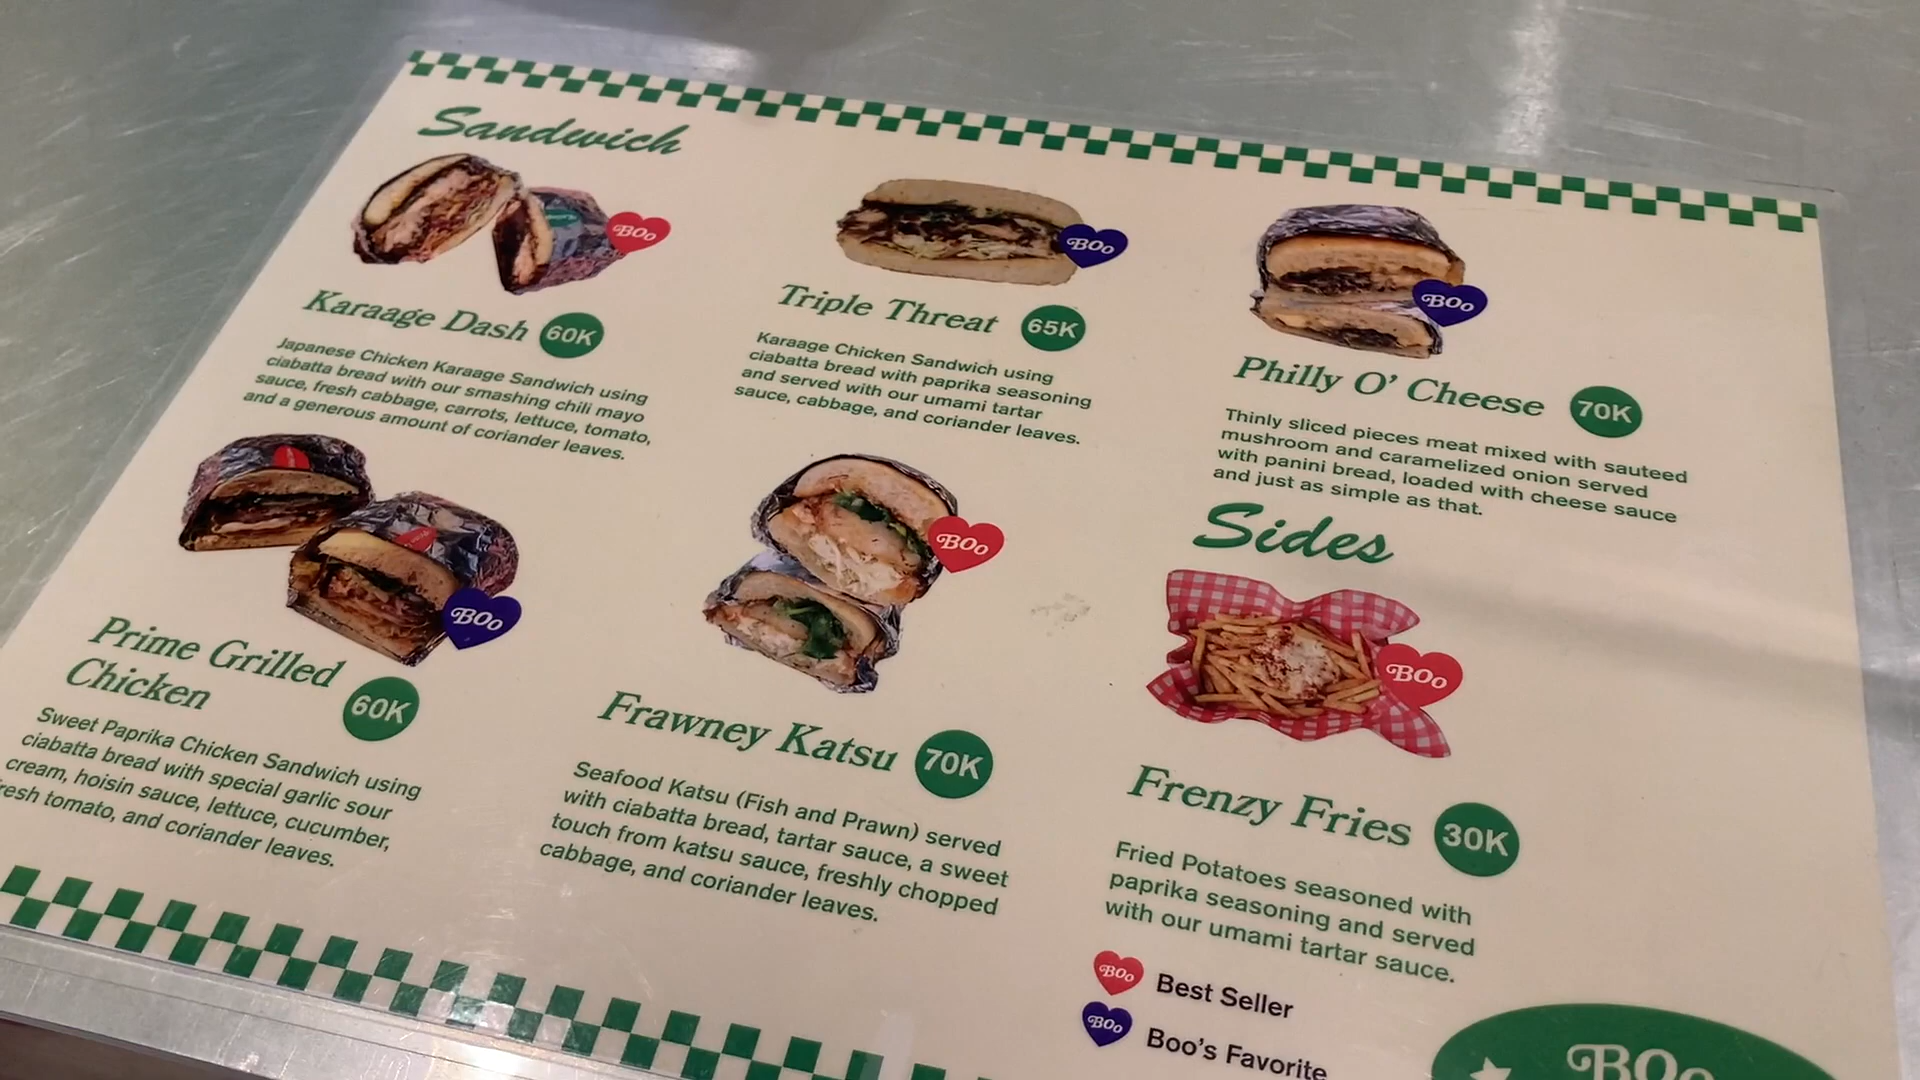 Sandwich
BOo
Karaage Dash 60K
Japanese Chicken Karaage Sandwich using
ciabatta bread with our smashing chili mayo
sauce, fresh cabbage, carrots, lettuce, tomato,
and a generous amount of coriander leaves.
BOo
Triple Threat 65K
Karaage Chicken Sandwich using
ciabatta bread with paprika seasoning
and served with our umami tartar
sauce, cabbage, and coriander leaves.
BOo
Philly O' Cheese 70K
Thinly sliced pieces meat mixed with sauteed
mushroom and caramelized onion served
with panini bread, loaded with cheese sauce
and just as simple as that.
BOo
Prime Grilled
Chicken 60K
Sweet Paprika Chicken Sandwich using
ciabatta bread with special garlic sour
cream, hoisin sauce, lettuce, cucumber,
resh tomato, and coriander leaves.
BOo
Frawney Katsu 70K
Seafood Katsu (Fish and Prawn) served
with ciabatta bread, tartar sauce, a sweet
touch from katsu sauce, freshly chopped
cabbage, and coriander leaves.
Sides
BOo
Frenzy Fries 30K
Fried Potatoes seasoned with
paprika seasoning and served
with our umami tartar sauce.
BOo Best Seller
BOo Boo's Favorite
BOo